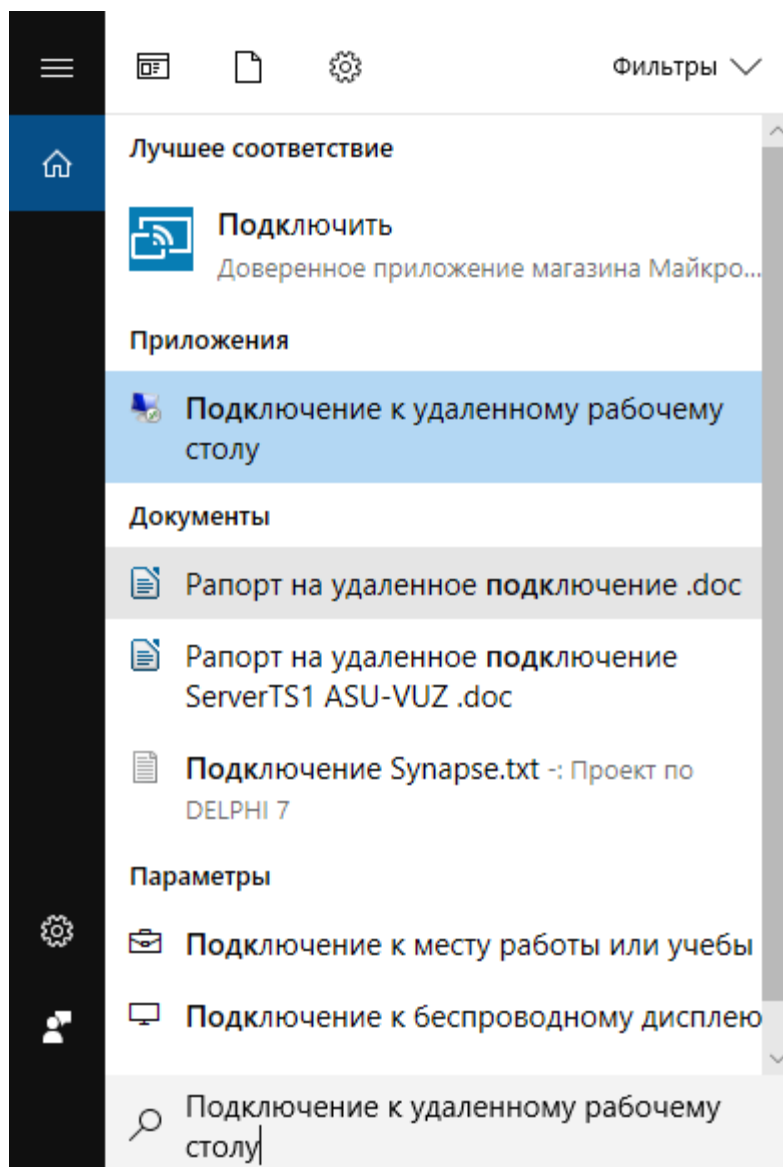 Фильтры
Лучшее соответствие
Подключить
Доверенное приложение магазина Майкро...
Приложения
Подключение к удаленному рабочему
столу
Документы
Рапорт на удаленное подключение .doc
Рапорт на удаленное подключение
ServerTS1 ASU-VUZ .doc
Подключение Synapse.txt -: Проект по
DELPHI 7
Параметры
Подключение к месту работы или учебы
Подключение к беспроводному дисплею
Подключение к удаленному рабочему
столу